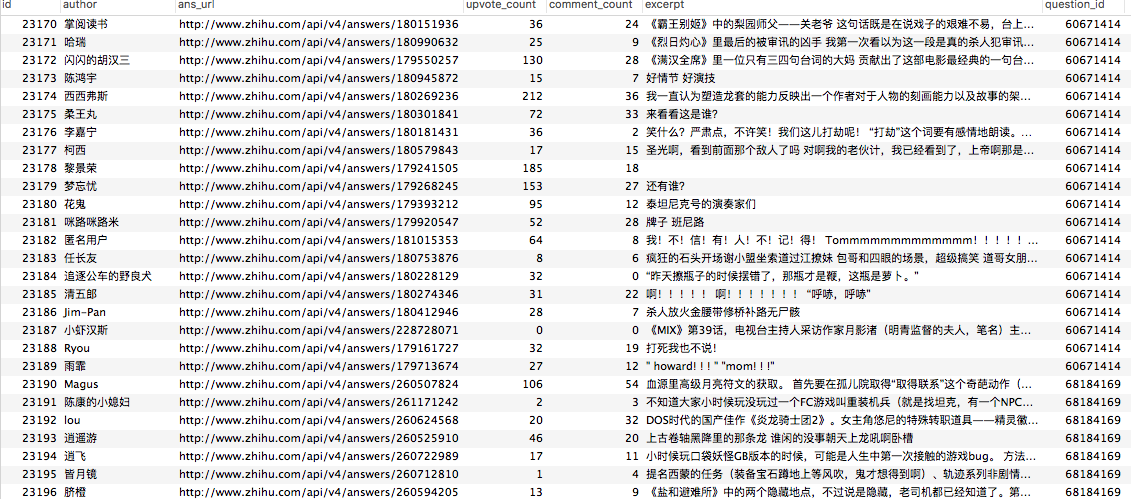 id author ans_url upvote_count comment_count excerpt question_id
23170 掌阅读书 http://www.zhihu.com/api/v4/answers/180151936 36 24 《霸王别姬》中的梨园师父——关老爷 这句话既是在说戏子的艰难不易，台上... 60671414
23171 哈瑞 http://www.zhihu.com/api/v4/answers/180990632 25 9 《烈日灼心》里最后的被审讯的凶手 我第一次看以为这一段是真的杀人犯审讯... 60671414
23172 闪闪的胡汉三 http://www.zhihu.com/api/v4/answers/179550257 130 28 《满汉全席》里一位只有三四句台词的大妈 贡献出了这部电影最经典的一句台... 60671414
23173 陈鸿宇 http://www.zhihu.com/api/v4/answers/180945872 15 7 好情节 好演技 60671414
23174 西西弗斯 http://www.zhihu.com/api/v4/answers/180269236 212 36 我一直认为塑造龙套的能力反映出一个作者对于人物的刻画能力以及故事的架... 60671414
23175 柔王丸 http://www.zhihu.com/api/v4/answers/180301841 72 33 来看看这是谁? 60671414
23176 李嘉宁 http://www.zhihu.com/api/v4/answers/180181431 36 2 笑什么？严肃点，不许笑！我们这儿打劫呢！ “打劫”这个词要有感情地朗读。... 60671414
23177 柯西 http://www.zhihu.com/api/v4/answers/180579843 17 15 圣光啊，看到前面那个敌人了吗 对啊我的老伙计，我已经看到了，上帝啊那是... 60671414
23178 黎景荣 http://www.zhihu.com/api/v4/answers/179241505 185 18 60671414
23179 梦忘忧 http://www.zhihu.com/api/v4/answers/179268245 153 27 还有谁? 60671414
23180 花鬼 http://www.zhihu.com/api/v4/answers/179393212 95 12 泰坦尼克号的演奏家们 60671414
23181 咪路咪路米 http://www.zhihu.com/api/v4/answers/179920547 52 28 牌子 班尼路 60671414
23182 匿名用户 http://www.zhihu.com/api/v4/answers/181015353 64 8 我！不！信！有！人！不！记！得！ Tommmmmmmmmmmmm！！！！！... 60671414
23183 任长友 http://www.zhihu.com/api/v4/answers/180753876 8 6 疯狂的石头开场谢小盟坐索道过江撩妹 包哥和四眼的场景，超级搞笑 道哥女朋... 60671414
23184 追逐公车的野良犬 http://www.zhihu.com/api/v4/answers/180228129 32 0 “昨天擦瓶子的时候摆错了，那瓶才是鞭，这瓶是萝卜。” 60671414
23185 清五郎 http://www.zhihu.com/api/v4/answers/180274346 31 22 啊！！！！！ 啊！！！！！！！ “呼哧，呼哧” 60671414
23186 Jim-Pan http://www.zhihu.com/api/v4/answers/180412946 28 7 杀人放火金腰带修桥补路无尸骸 60671414
23187 小虾汉斯 http://www.zhihu.com/api/v4/answers/228728071 0 0 《MIX》第39话，电视台主持人采访作家月影渚（明青监督的夫人，笔名）主... 60671414
23188 Ryou http://www.zhihu.com/api/v4/answers/179161727 32 19 打死我也不说！ 60671414
23189 雨霏 http://www.zhihu.com/api/v4/answers/179713674 27 12 " howard! ! ! " "mom! ! !" 60671414
23190 Magus http://www.zhihu.com/api/v4/answers/260507824 106 54 血源里高级月亮符文的获取。 首先要在孤儿院取得“取得联系”这个奇葩动作（... 68184169
23191 陈康的小媳妇 http://www.zhihu.com/api/v4/answers/261171242 2 3 不知道大家小时候玩没玩过一个FC游戏叫重装机兵（就是找坦克，有一个NPC... 68184169
23192 lou http://www.zhihu.com/api/v4/answers/260624568 20 32 DOS时代的国产佳作《炎龙骑士团2》。女主角悠尼的特殊转职道具——精灵徽... 68184169
23193 逍遥游 http://www.zhihu.com/api/v4/answers/260525910 46 20 上古卷轴黑降里的那条龙 谁闲的没事朝天上龙吼啊卧槽 68184169
23194 逍飞 http://www.zhihu.com/api/v4/answers/260722989 17 11 小时候玩口袋妖怪GB版本的时候，可能是人生中第一次接触的游戏bug。 方法... 68184169
23195 皆月镜 http://www.zhihu.com/api/v4/answers/260712810 1 4 提名西蒙的任务（装备宝石蹲地上等风吹，鬼才想得到啊）、轨迹系列非剧情... 68184169
23196 脐橙 http://www.zhihu.com/api/v4/answers/260594205 13 9 《盐和避难所》中的两个隐藏地点，不过说是隐藏，老司机都已经知道了。第... 68184169